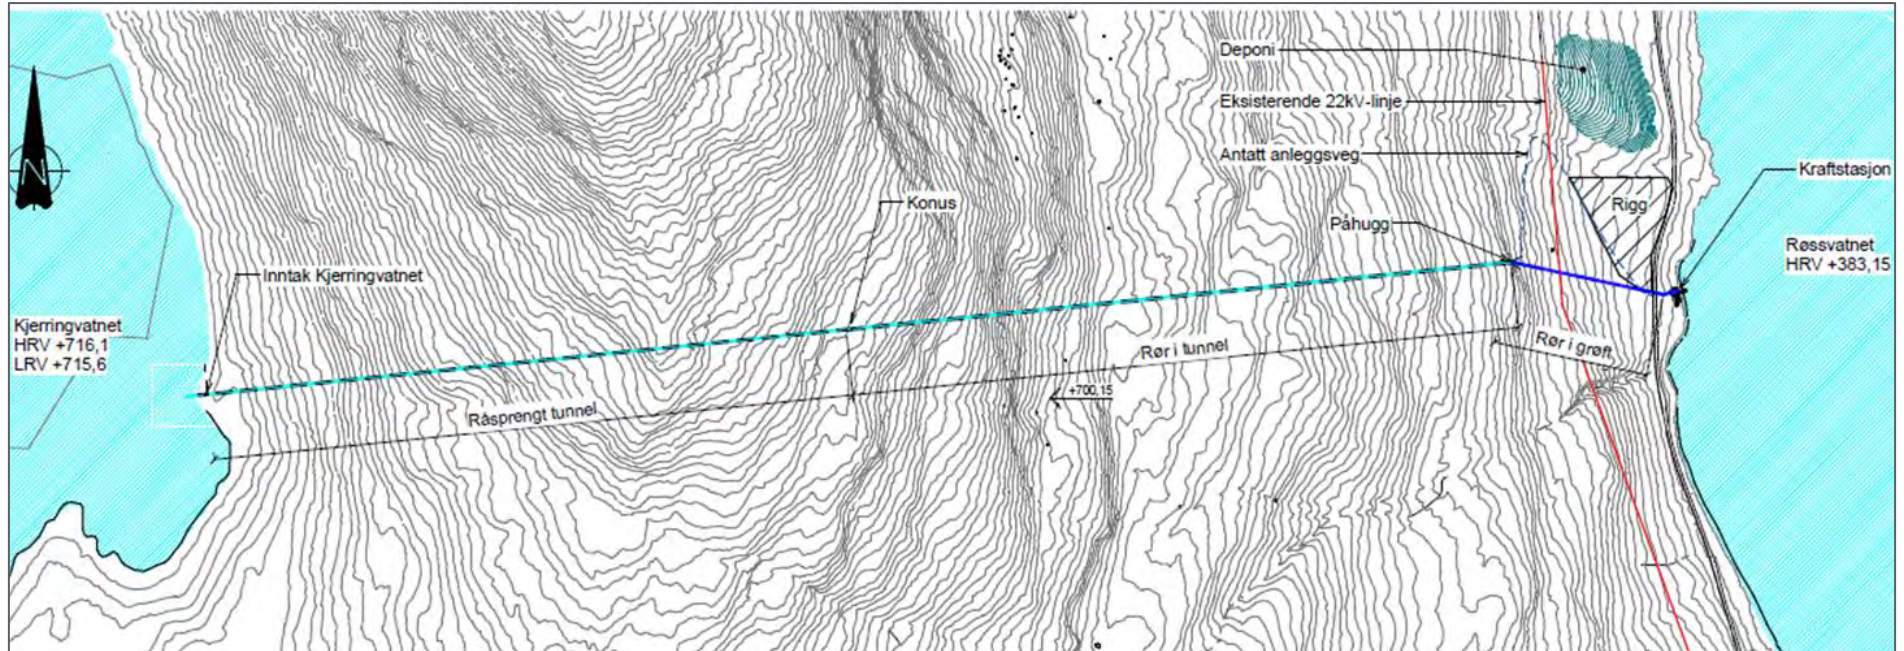 N
Inntak Kjerringvatnet
Kjerringvatnet
HRV +716,1
LRV +715,6
Råsprengt tunnel
Konus
+700,15
Rør i tunnel
Deponi
Eksisterende 22kV-linje
Antatt anleggsveg
Påhugg
Rør i grøft
Rigg
Kraftstasjon
Røssvatnet
HRV +383,15